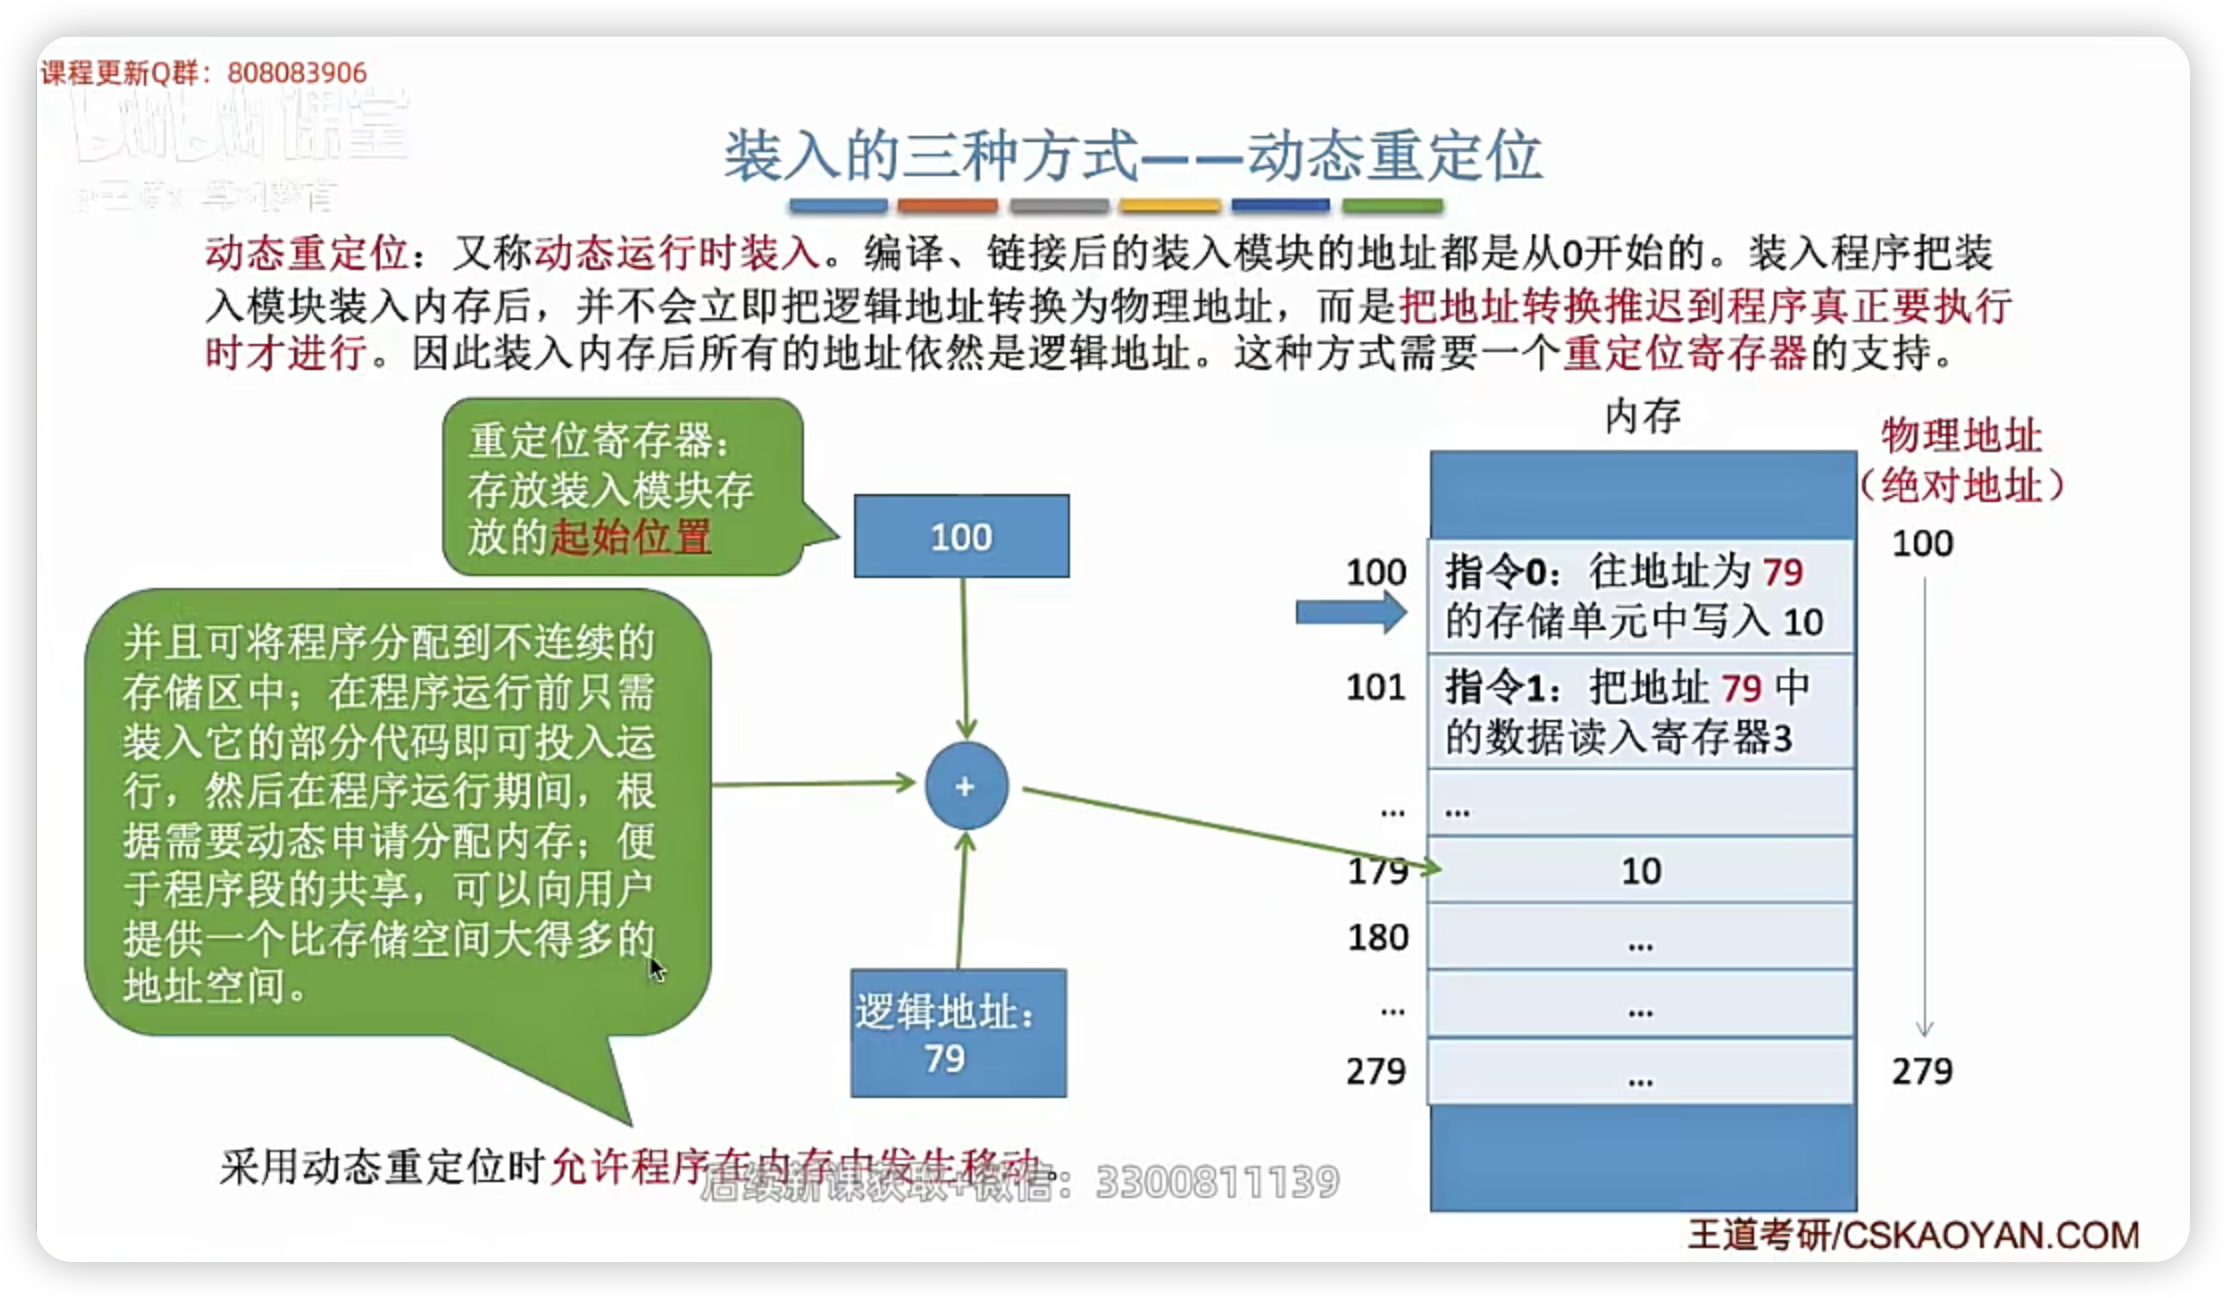 课程更新Q群：808083906
课堂
装入的三种方式——动态重定位
动态重定位：又称动态运行时装入。编译、链接后的装入模块的地址都是从0开始的。装入程序把装
入模块装入内存后，并不会立即把逻辑地址转换为物理地址，而是把地址转换推迟到程序真正要执行
时才进行。因此装入内存后所有的地址依然是逻辑地址。这种方式需要一个重定位寄存器的支持。
重定位寄存器：
存放装入模块存
放的起始位置
100
并且可将程序分配到不连续的
存储区中；在程序运行前只需
装入它的部分代码即可投入运
行，然后在程序运行期间，根
据需要动态申请分配内存；便
于程序段的共享，可以向用户
提供一个比存储空间大得多的
地址空间。
+
逻辑地址：
79
采用动态重定位时允许程序在内存中发生移动。
内存
物理地址
（绝对地址）
100
100
指令0：往地址为 79
的存储单元中写入 10
101
指令1：把地址 79 中
的数据读入寄存器3
...
...
179
10
180
...
...
...
279
...
279
后续新课获取+微信：3300811139
王道考研/CSKAOYAN.COM